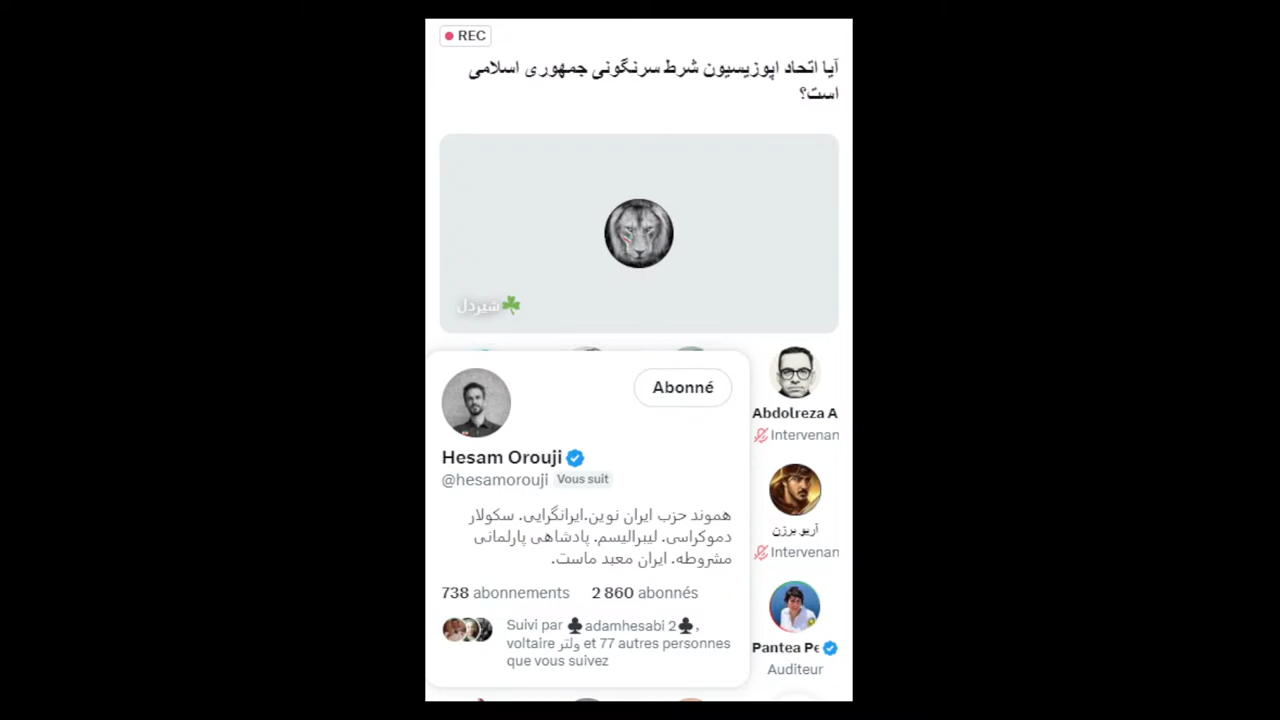 REC
آیا اتحاد اپوزیسیون شرط سرنگونی جمهوری اسلامی
است؟
شیردل☘
Abonné
Hesam Orouji
@hesamorouji Vous suit
هموند حزب ایران نوین.ایرانگرایی. سکولار
دموکراسی. لیبرالیسم. پادشاهی پارلمانی
مشروطه. ایران معبد ماست.
738 abonnements 2 860 abonnés
Suivi par ♣adamhesabi 2♣,
voltaire ولتر et 77 autres personnes
que vous suivez
Abdolreza A
Intervenan
آریو برزن
Intervenan
Pantea Pe
Auditeur